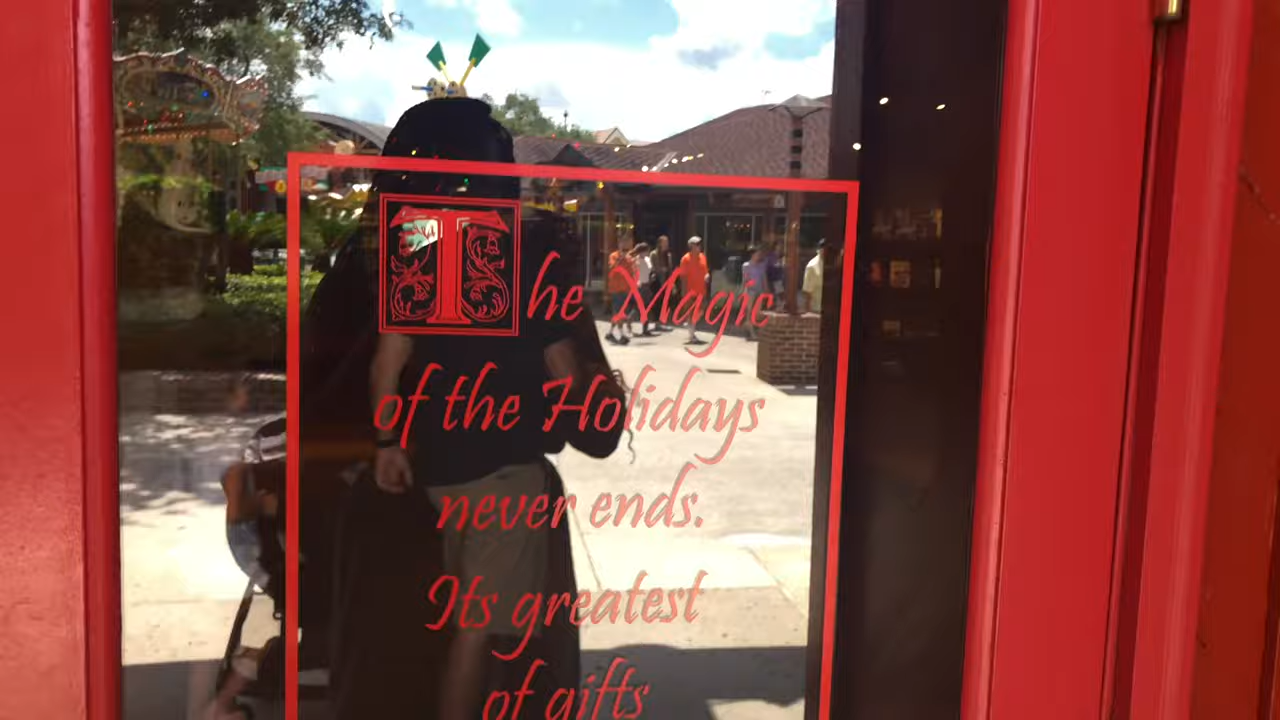 The Magic
of the Holidays
never ends.
Its greatest
of gifts